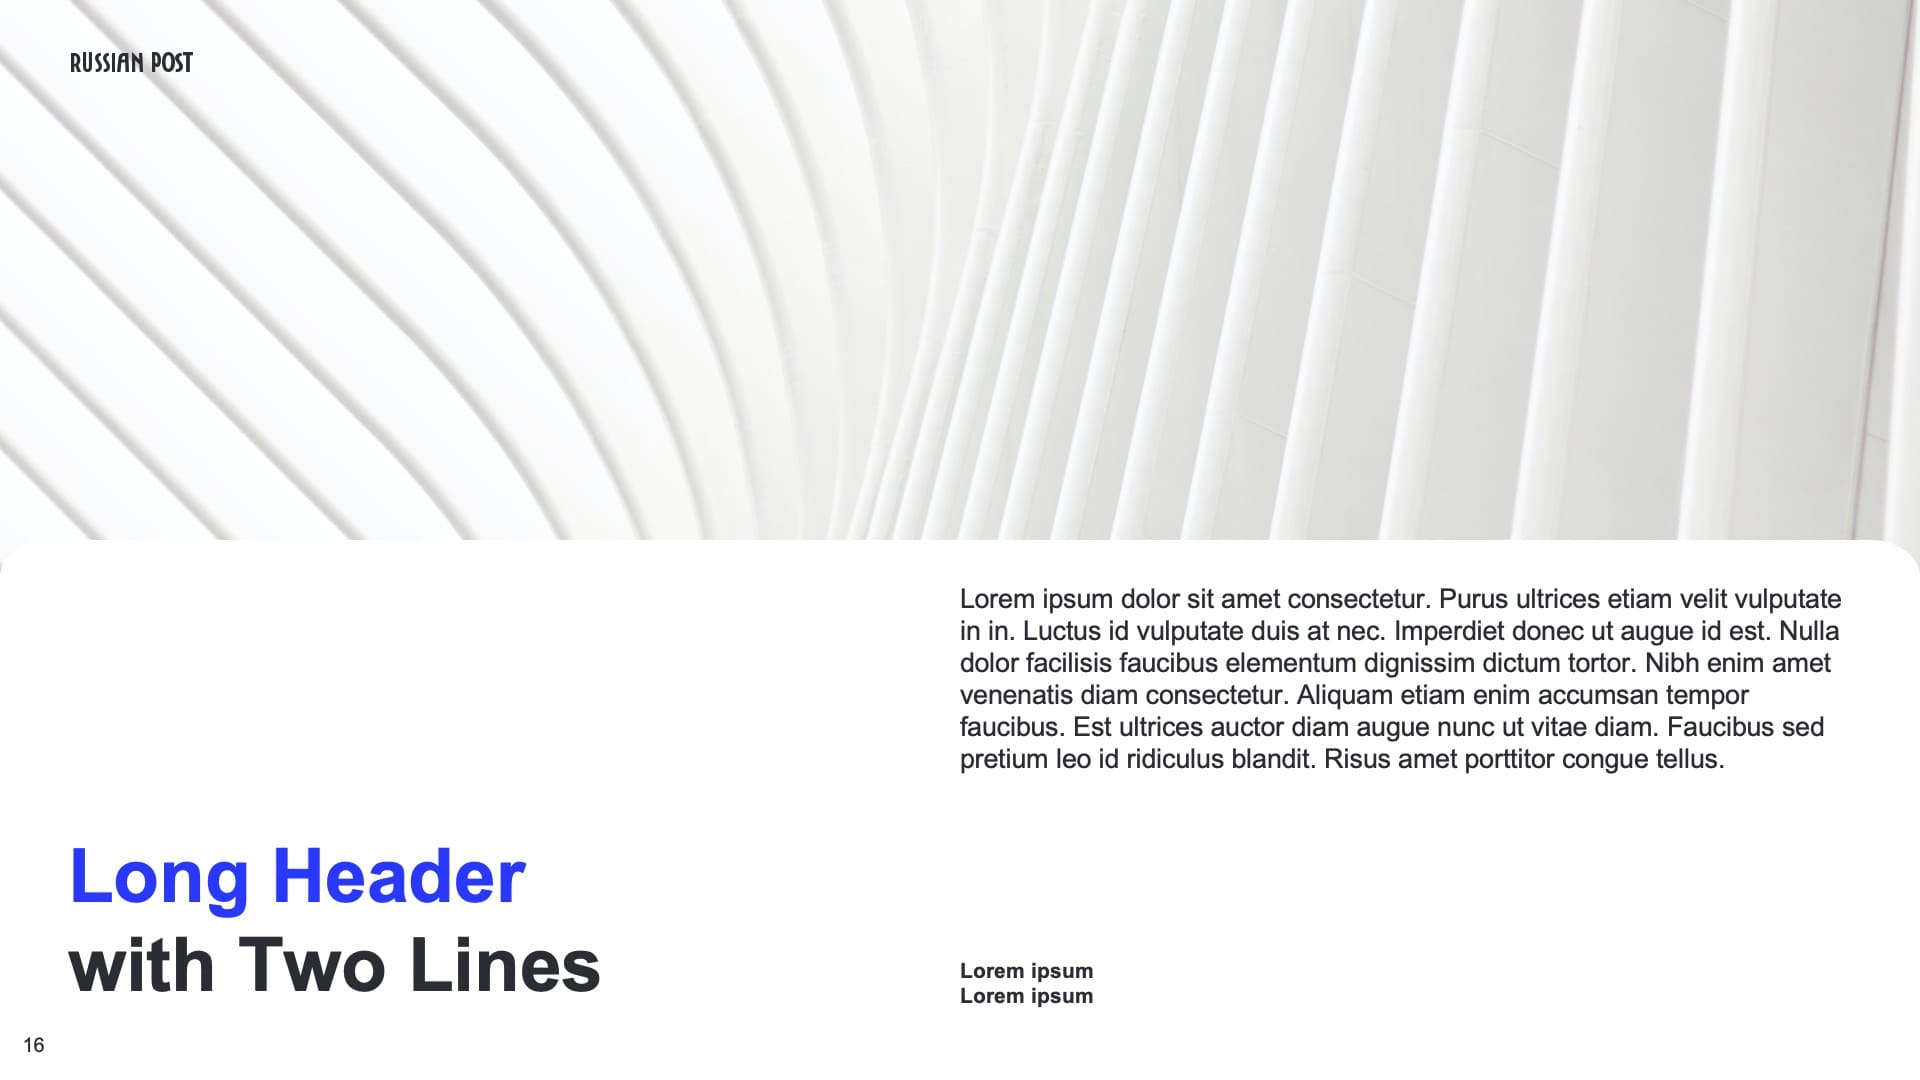 RUSSIAN POST
Lorem ipsum dolor sit amet consectetur. Purus ultrices etiam velit vulputate
in in. Luctus id vulputate duis at nec. Imperdiet donec ut augue id est. Nulla
dolor facilisis faucibus elementum dignissim dictum tortor. Nibh enim amet
venenatis diam consectetur. Aliquam etiam enim accumsan tempor
faucibus. Est ultrices auctor diam augue nunc ut vitae diam. Faucibus sed
pretium leo id ridiculus blandit. Risus amet porttitor congue tellus.
Long Header
with Two Lines
Lorem ipsum
Lorem ipsum
16